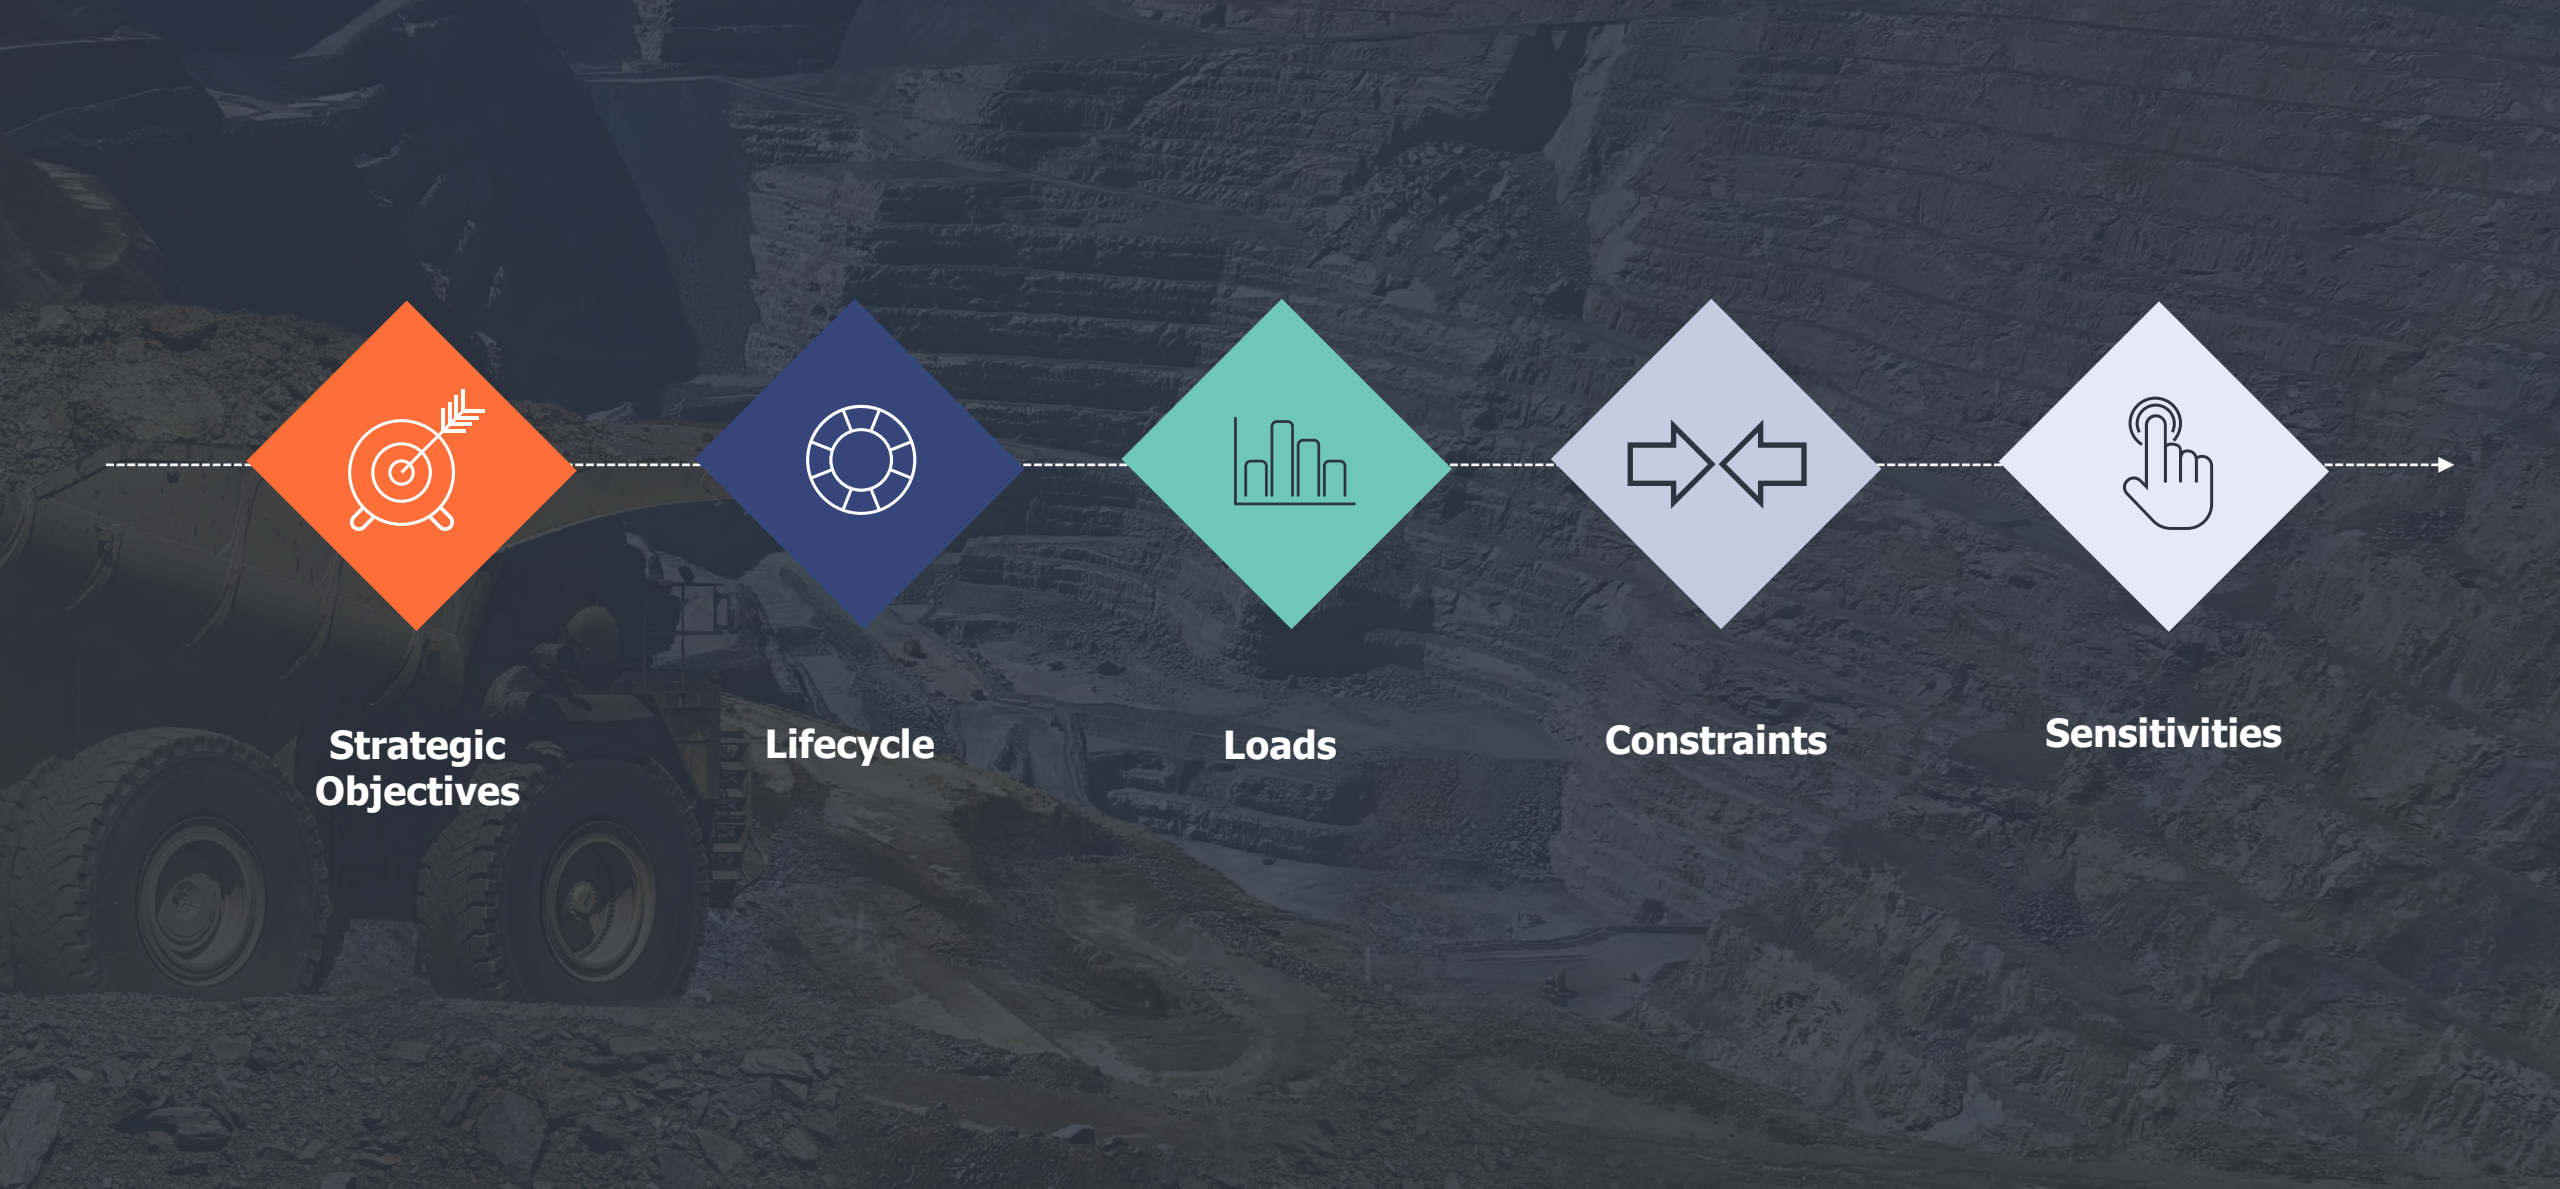 Strategic
Objectives
Lifecycle
Loads
Constraints
Sensitivities